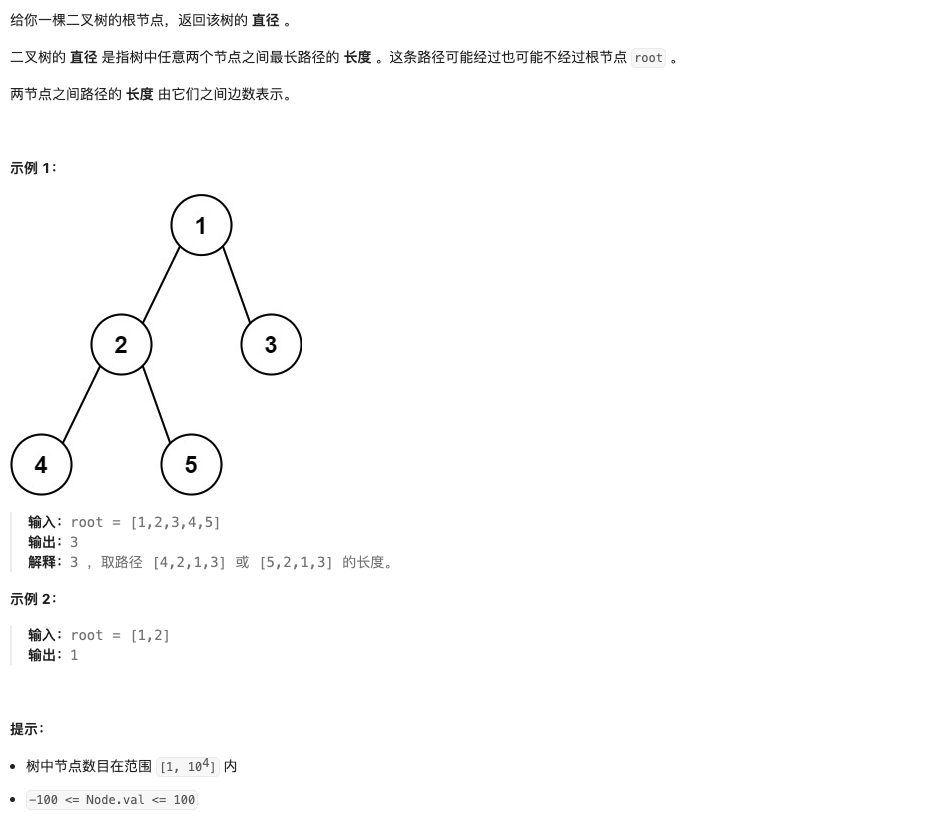 给你一棵二叉树的根节点，返回该树的 直径 。
二叉树的 直径 是指树中任意两个节点之间最长路径的 长度 。这条路径可能经过也可能不经过根节点 root 。
两节点之间路径的 长度 由它们之间边数表示。
示例 1：
1
2
3
4
5
输入：root = [1,2,3,4,5]
输出：3
解释：3 ，取路径 [4,2,1,3] 或 [5,2,1,3] 的长度。
示例 2：
输入：root = [1,2]
输出：1
提示：
• 树中节点数目在范围 [1, 10⁴] 内
• -100 <= Node.val <= 100